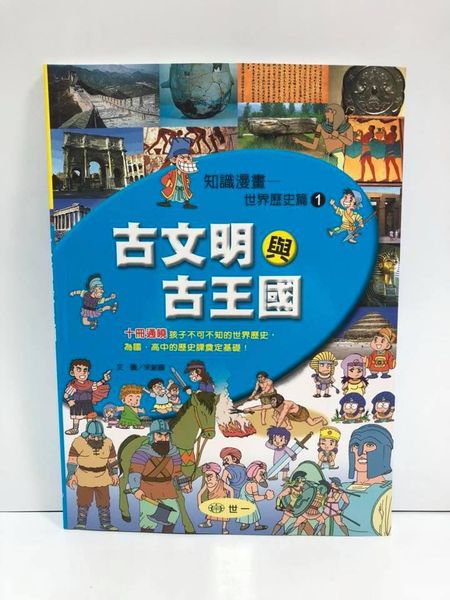 知識漫畫—
世界歷史篇 1
古文明與
古王國
十冊通曉 孩子不可不知的世界歷史，
為國、高中的歷史課奠定基礎！
世一